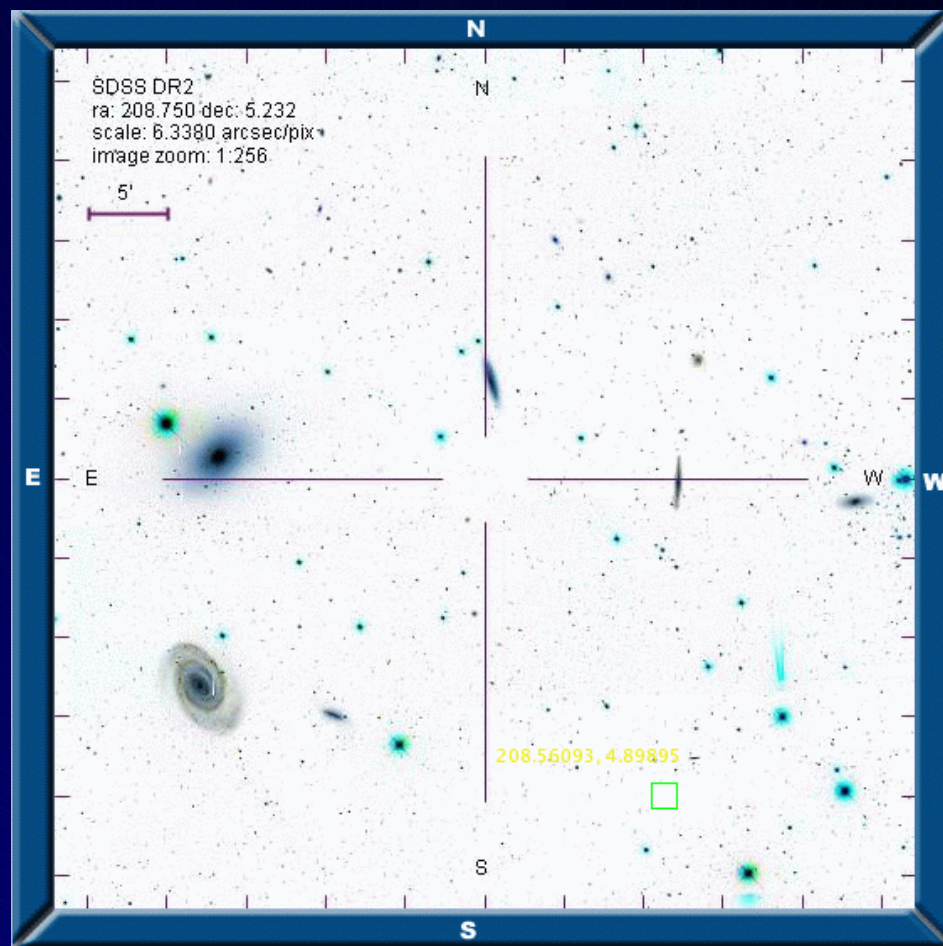 N
SDSS DR2
ra: 208.750 dec: 5.232
scale: 6.3380 arcsec/pix
image zoom: 1:256
N
5'
E
E
W
W
208.56093, 4.89895
S
S